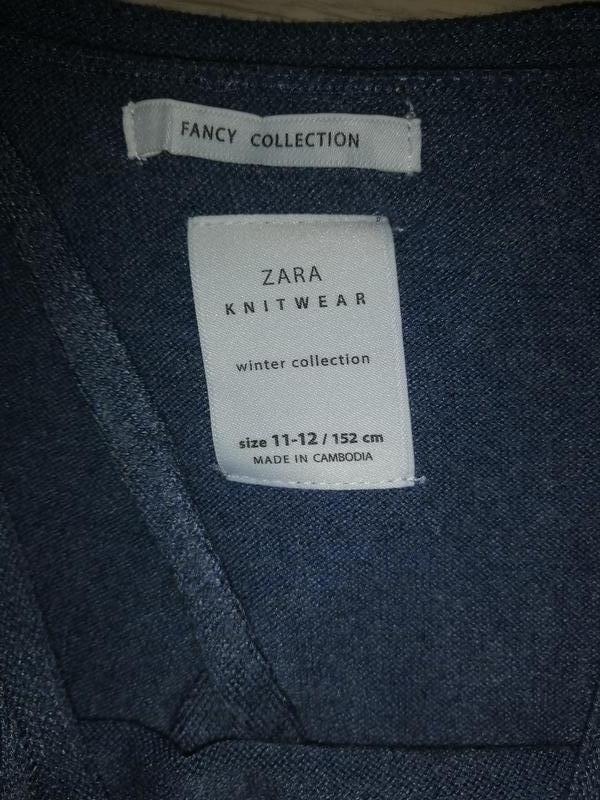 FANCY COLLECTION
ZARA
KNITWEAR
winter collection
size 11-12 / 152 cm
MADE IN CAMBODIA